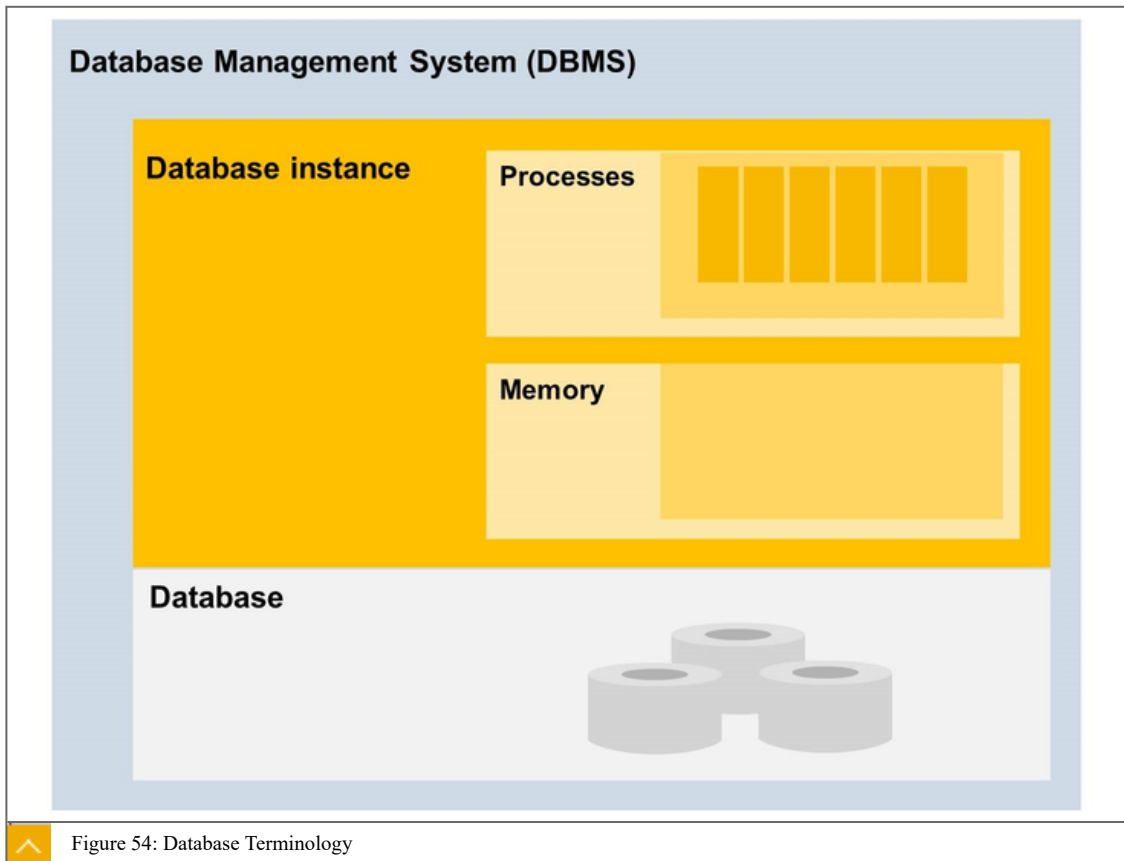 Database Management System (DBMS)
Database instance
Processes
Memory
Database
Figure 54: Database Terminology